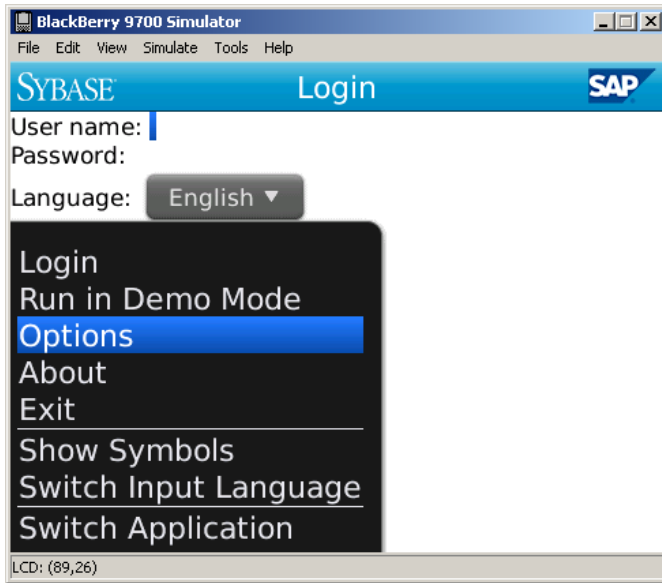 BlackBerry 9700 Simulator
File Edit View Simulate Tools Help
SYBASE Login SAP
User name:
Password:
Language: English
Login
Run in Demo Mode
Options
About
Exit
Show Symbols
Switch Input Language
Switch Application
LCD: (89,26)